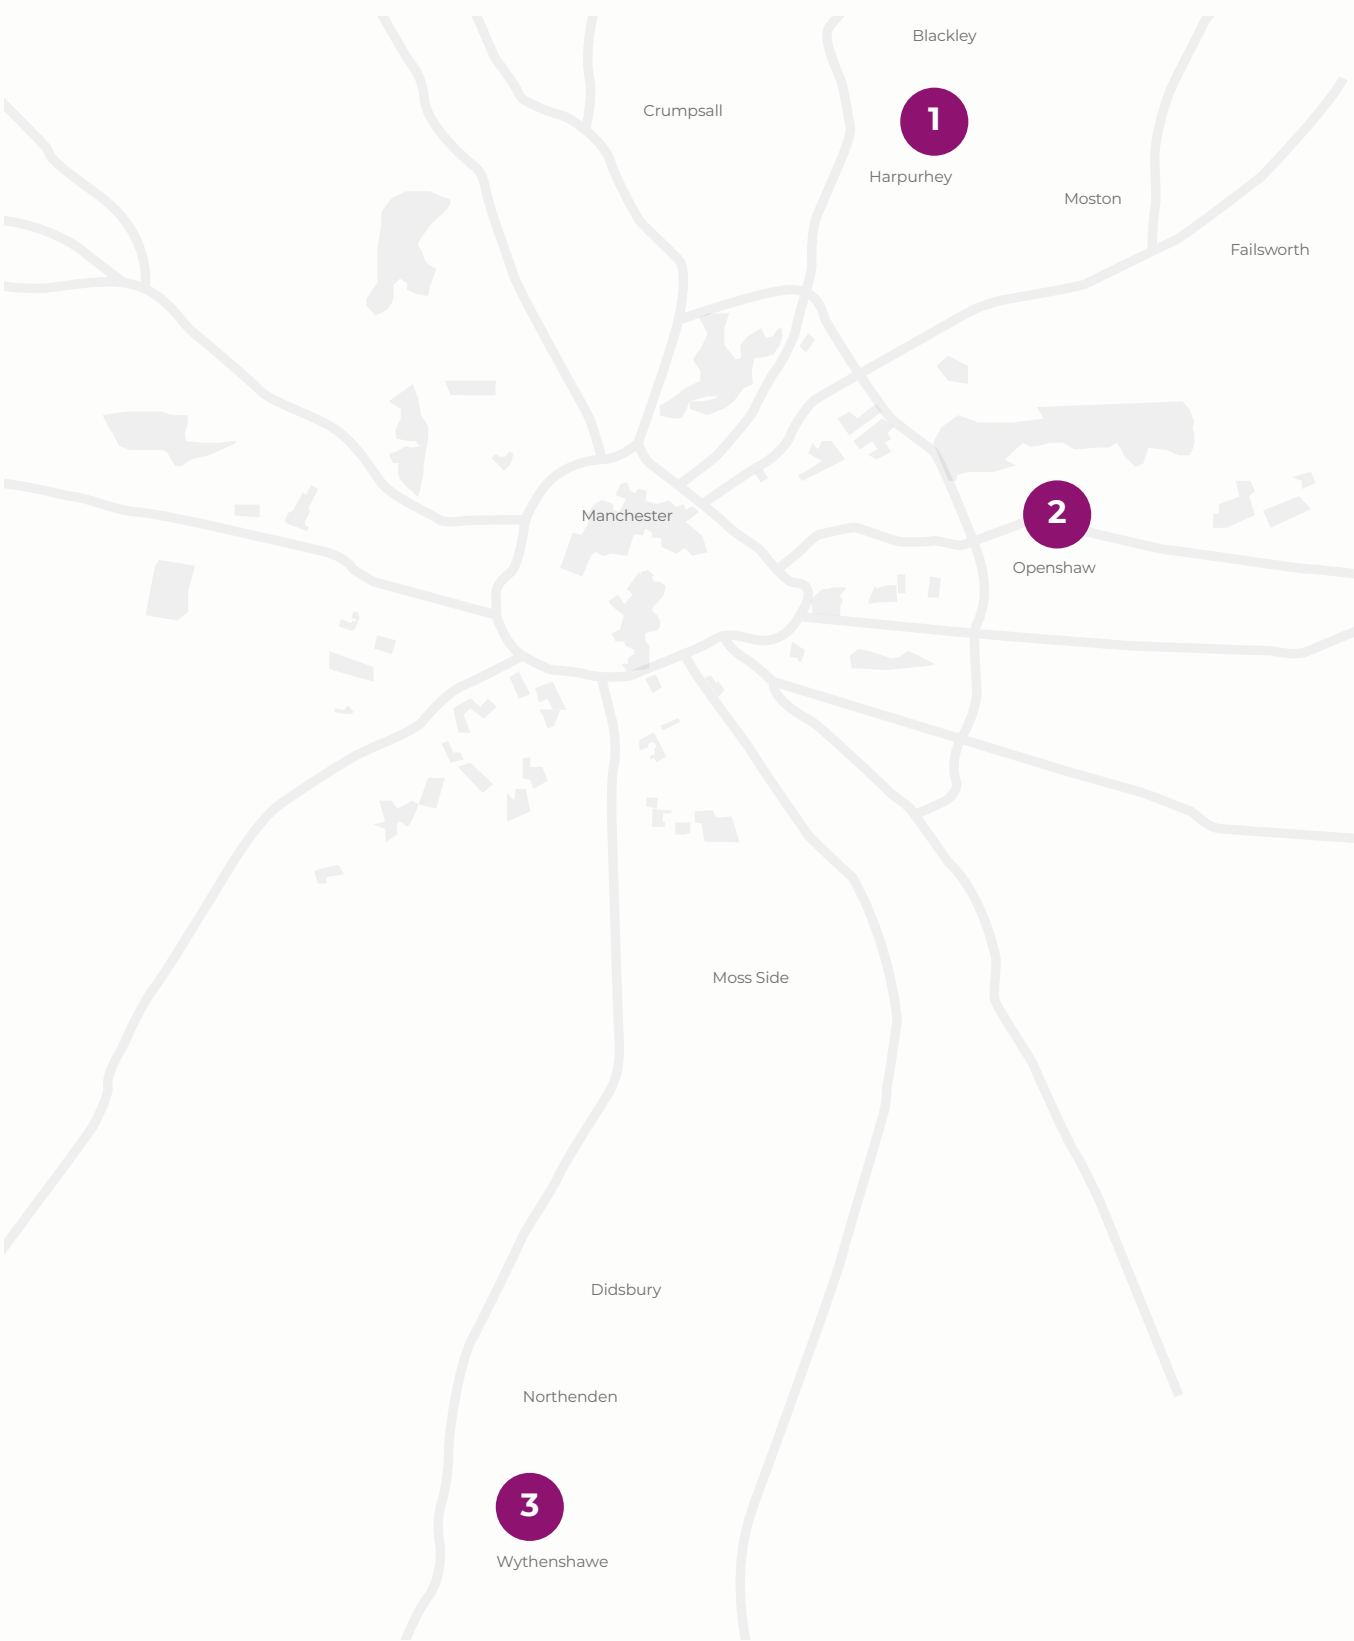 Blackley
Crumpsall
1
Harpurhey
Moston
Failsworth
Manchester
2
Openshaw
Moss Side
Didsbury
Northenden
3
Wythenshawe